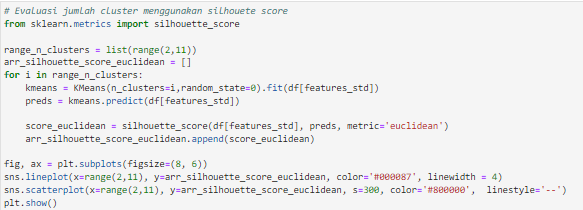 # Evaluasi jumlah cluster menggunakan silhouete score
from sklearn.metrics import silhouette_score

range_n_clusters = list(range(2,11))
arr_silhouette_score_euclidean = []
for i in range_n_clusters:
    kmeans = KMeans(n_clusters=i,random_state=0).fit(df[features_std])
    preds = kmeans.predict(df[features_std])

    score_euclidean = silhouette_score(df[features_std], preds, metric='euclidean')
    arr_silhouette_score_euclidean.append(score_euclidean)

fig, ax = plt.subplots(figsize=(8, 6))
sns.lineplot(x=range(2,11), y=arr_silhouette_score_euclidean, color='#000087', linewidth = 4)
sns.scatterplot(x=range(2,11), y=arr_silhouette_score_euclidean, s=300, color='#800000',  linestyle='--')
plt.show()